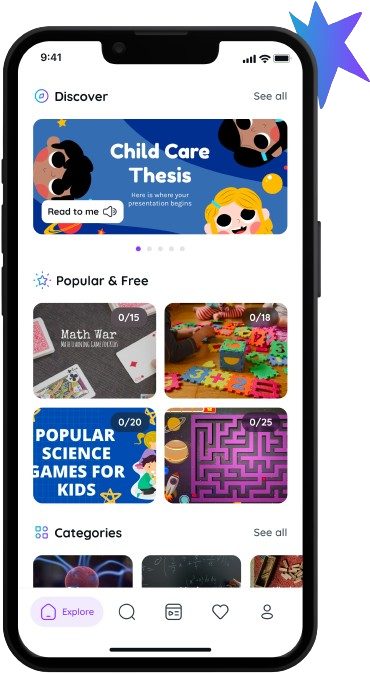 9:41
Discover
See all
Child Care
Thesis
Here is where your
presentation begins
Read to me
Popular & Free
0/15
Math War
MATH LEARNING GAME FOR KIDS
0/18
0/20
POPULAR
SCIENCE
GAMES FOR
KIDS
0/25
Categories
See all
Explore